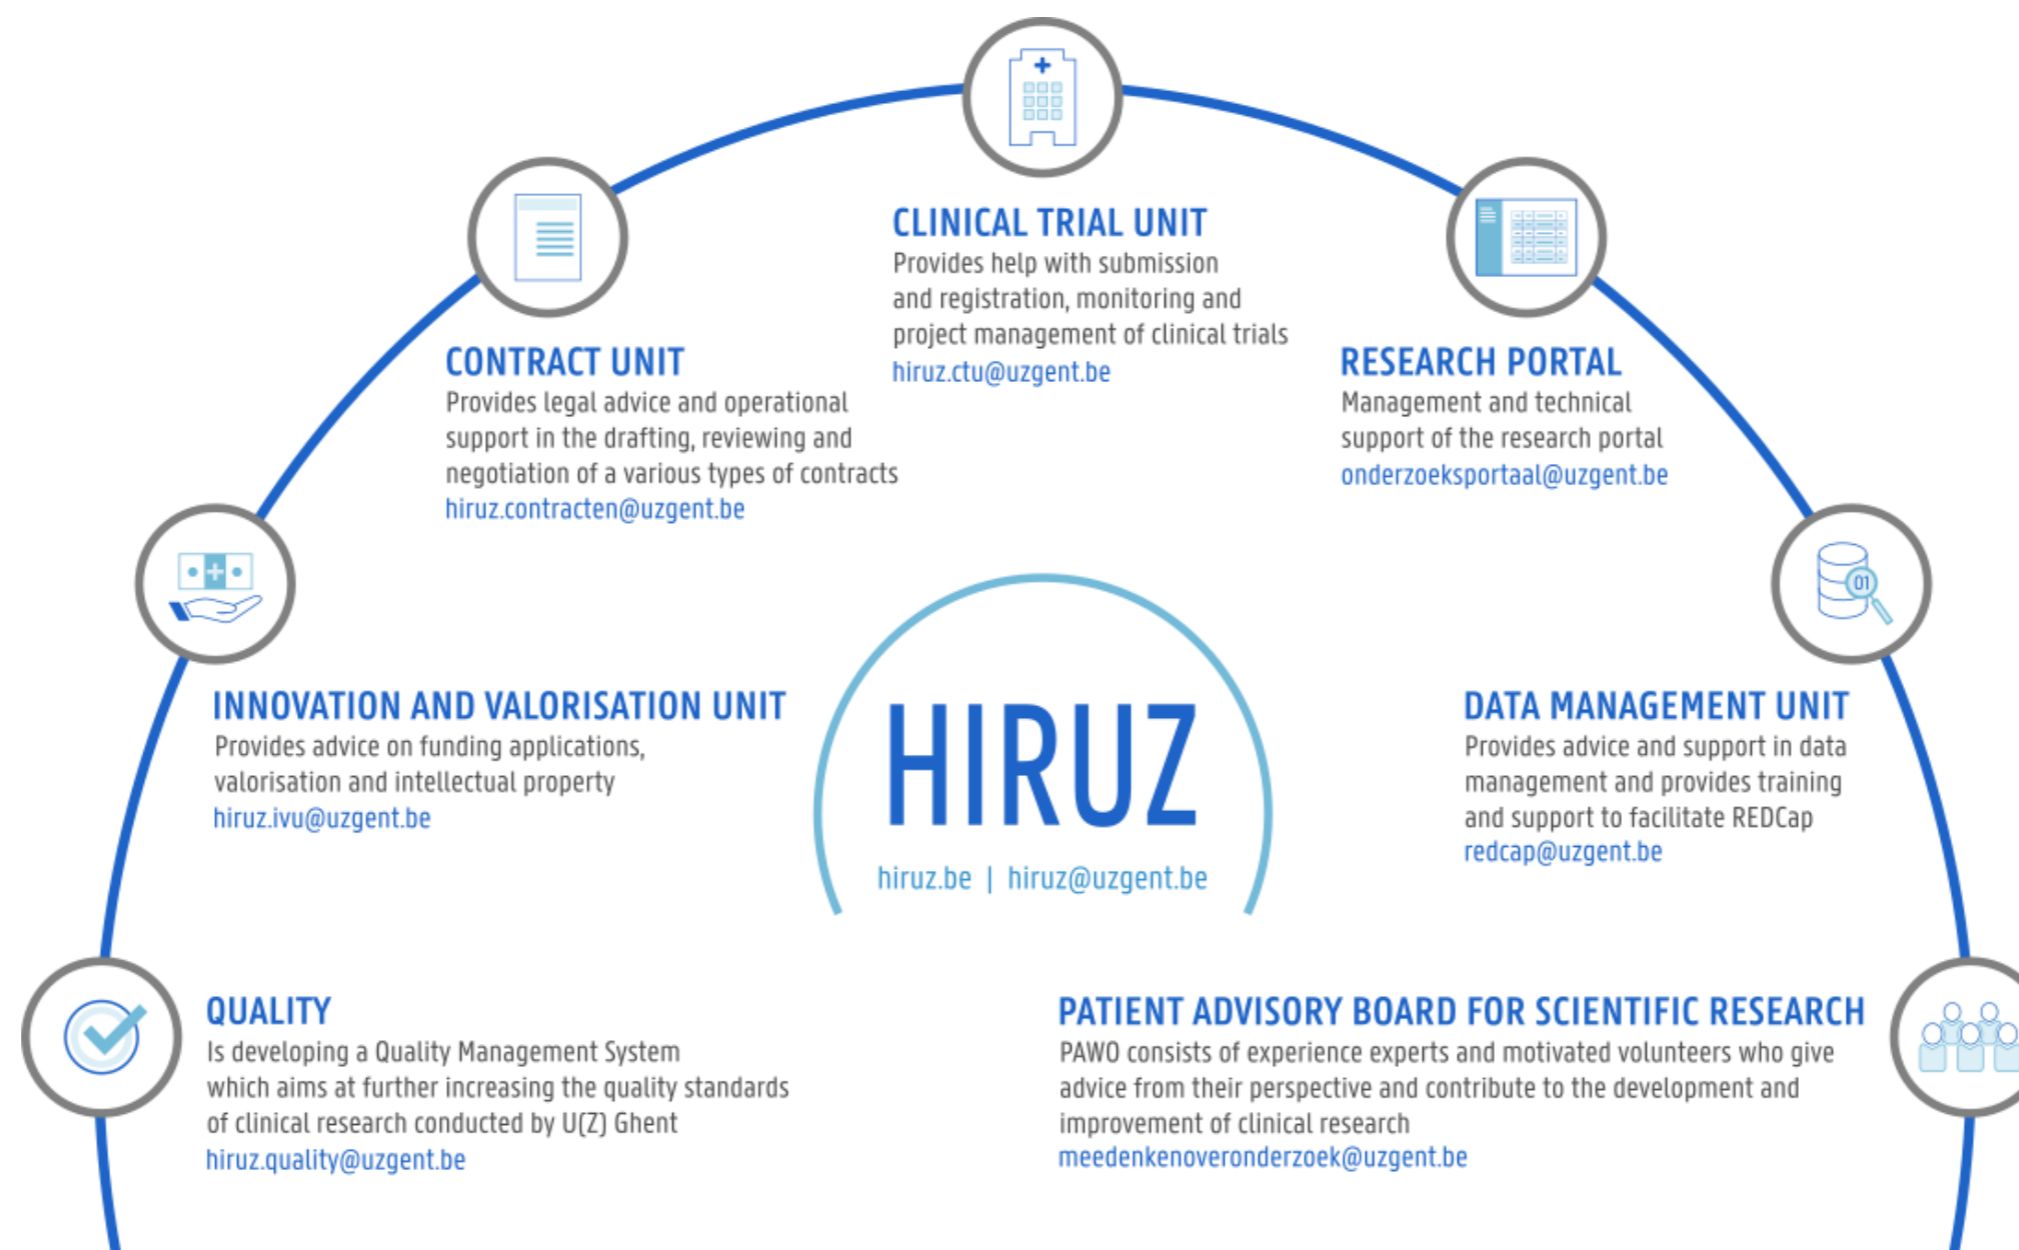 CLINICAL TRIAL UNIT
Provides help with submission
and registration, monitoring and
project management of clinical trials
hiruz.ctu@uzgent.be
CONTRACT UNIT
Provides legal advice and operational
support in the drafting, reviewing and
negotiation of a various types of contracts
hiruz.contracten@uzgent.be
RESEARCH PORTAL
Management and technical
support of the research portal
onderzoeksportaal@uzgent.be
01
INNOVATION AND VALORISATION UNIT
Provides advice on funding applications,
valorisation and intellectual property
hiruz.ivu@uzgent.be
HIRUZ
hiruz.be | hiruz@uzgent.be
DATA MANAGEMENT UNIT
Provides advice and support in data
management and provides training
and support to facilitate REDCap
redcap@uzgent.be
QUALITY
Is developing a Quality Management System
which aims at further increasing the quality standards
of clinical research conducted by U(Z) Ghent
hiruz.quality@uzgent.be
PATIENT ADVISORY BOARD FOR SCIENTIFIC RESEARCH
PAWO consists of experience experts and motivated volunteers who give
advice from their perspective and contribute to the development and
improvement of clinical research
meedenkenoveronderzoek@uzgent.be